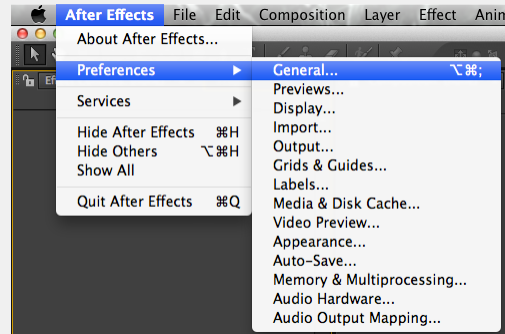 After Effects File Edit Composition Layer Effect Anim
About After Effects...
Preferences
Services
Hide After Effects ⌘H
Hide Others ⌥⌘H
Show All
Quit After Effects ⌘Q
General... ⌥⌘;
Previews...
Display...
Import...
Output...
Grids & Guides...
Labels...
Media & Disk Cache...
Video Preview...
Appearance...
Auto-Save...
Memory & Multiprocessing...
Audio Hardware...
Audio Output Mapping...